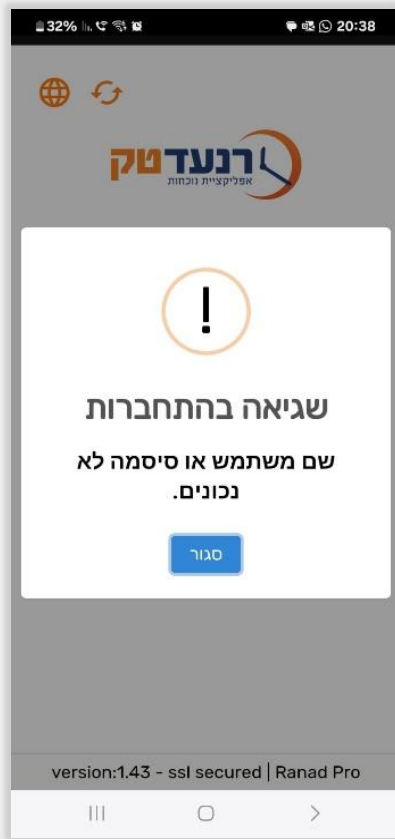 32% 20:38
רנעדטק
אפליקציית נוכחות
!
שגיאה בהתחברות
שם משתמש או סיסמה לא
נכונים.
סגור
version:1.43 - ssl secured | Ranad Pro